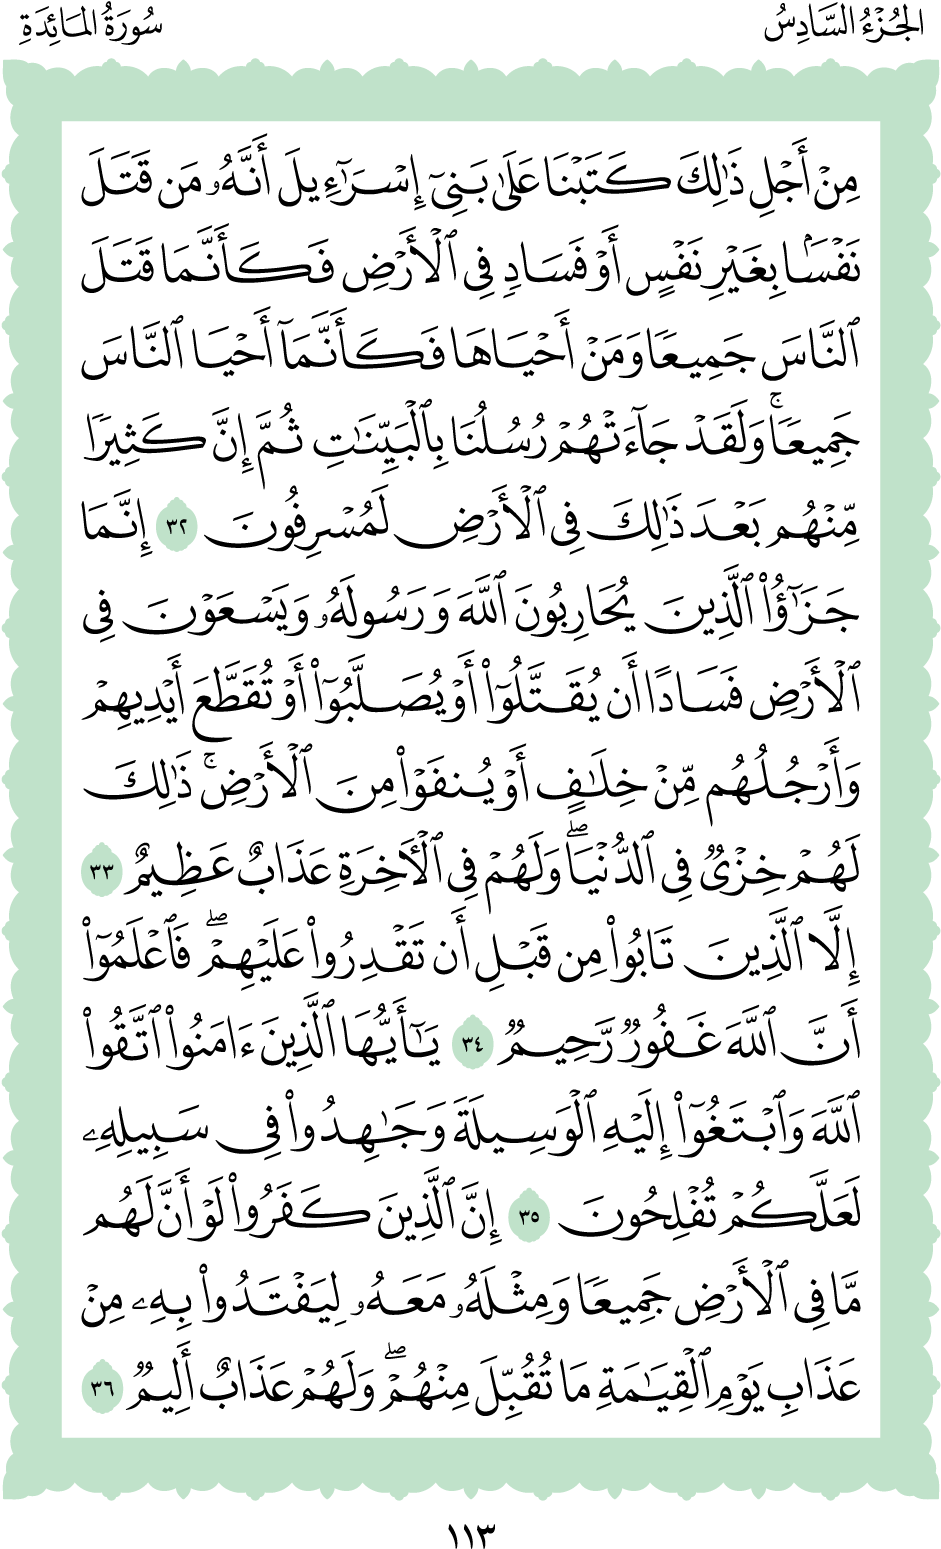 الجُزْءُ السَّادِسُ
سُورَةُ المَائِدَةِ
مِنْ أَجْلِ ذَٰلِكَ كَتَبْنَا عَلَىٰ بَنِىٓ إِسْرَٰٓءِيلَ أَنَّهُۥ مَن قَتَلَ
نَفْسَۢا بِغَيْرِ نَفْسٍ أَوْ فَسَادٍ فِى ٱلْأَرْضِ فَكَأَنَّمَا قَتَلَ
ٱلنَّاسَ جَمِيعًا وَمَنْ أَحْيَاهَا فَكَأَنَّمَآ أَحْيَا ٱلنَّاسَ
جَمِيعًا ۚ وَلَقَدْ جَآءَتْهُمْ رُسُلُنَا بِٱلْبَيِّنَٰتِ ثُمَّ إِنَّ كَثِيرًا
مِّنْهُم بَعْدَ ذَٰلِكَ فِى ٱلْأَرْضِ لَمُسْرِفُونَ ٣٢ إِنَّمَا
جَزَٰٓؤُا۟ ٱلَّذِينَ يُحَارِبُونَ ٱللَّهَ وَرَسُولَهُۥ وَيَسْعَوْنَ فِى
ٱلْأَرْضِ فَسَادًا أَن يُقَتَّلُوٓا۟ أَوْ يُصَلَّبُوٓا۟ أَوْ تُقَطَّعَ أَيْدِيهِمْ
وَأَرْجُلُهُم مِّنْ خِلَٰفٍ أَوْ يُنفَوْا۟ مِنَ ٱلْأَرْضِ ۚ ذَٰلِكَ
لَهُمْ خِزْىٌ فِى ٱلدُّنْيَا ۖ وَلَهُمْ فِى ٱلْـَٔاخِرَةِ عَذَابٌ عَظِيمٌ ٣٣
إِلَّا ٱلَّذِينَ تَابُوا۟ مِن قَبْلِ أَن تَقْدِرُوا۟ عَلَيْهِمْ ۖ فَٱعْلَمُوٓا۟
أَنَّ ٱللَّهَ غَفُورٌ رَّحِيمٌ ٣٤ يَٰٓأَيُّهَا ٱلَّذِينَ ءَامَنُوا۟ ٱتَّقُوا۟
ٱللَّهَ وَٱبْتَغُوٓا۟ إِلَيْهِ ٱلْوَسِيلَةَ وَجَٰهِدُوا۟ فِى سَبِيلِهِۦ
لَعَلَّكُمْ تُفْلِحُونَ ٣٥ إِنَّ ٱلَّذِينَ كَفَرُوا۟ لَوْ أَنَّ لَهُم
مَّا فِى ٱلْأَرْضِ جَمِيعًا وَمِثْلَهُۥ مَعَهُۥ لِيَفْتَدُوا۟ بِهِۦ مِنْ
عَذَابِ يَوْمِ ٱلْقِيَٰمَةِ مَا تُقُبِّلَ مِنْهُمْ ۖ وَلَهُمْ عَذَابٌ أَلِيمٌ ٣٦
١١٣